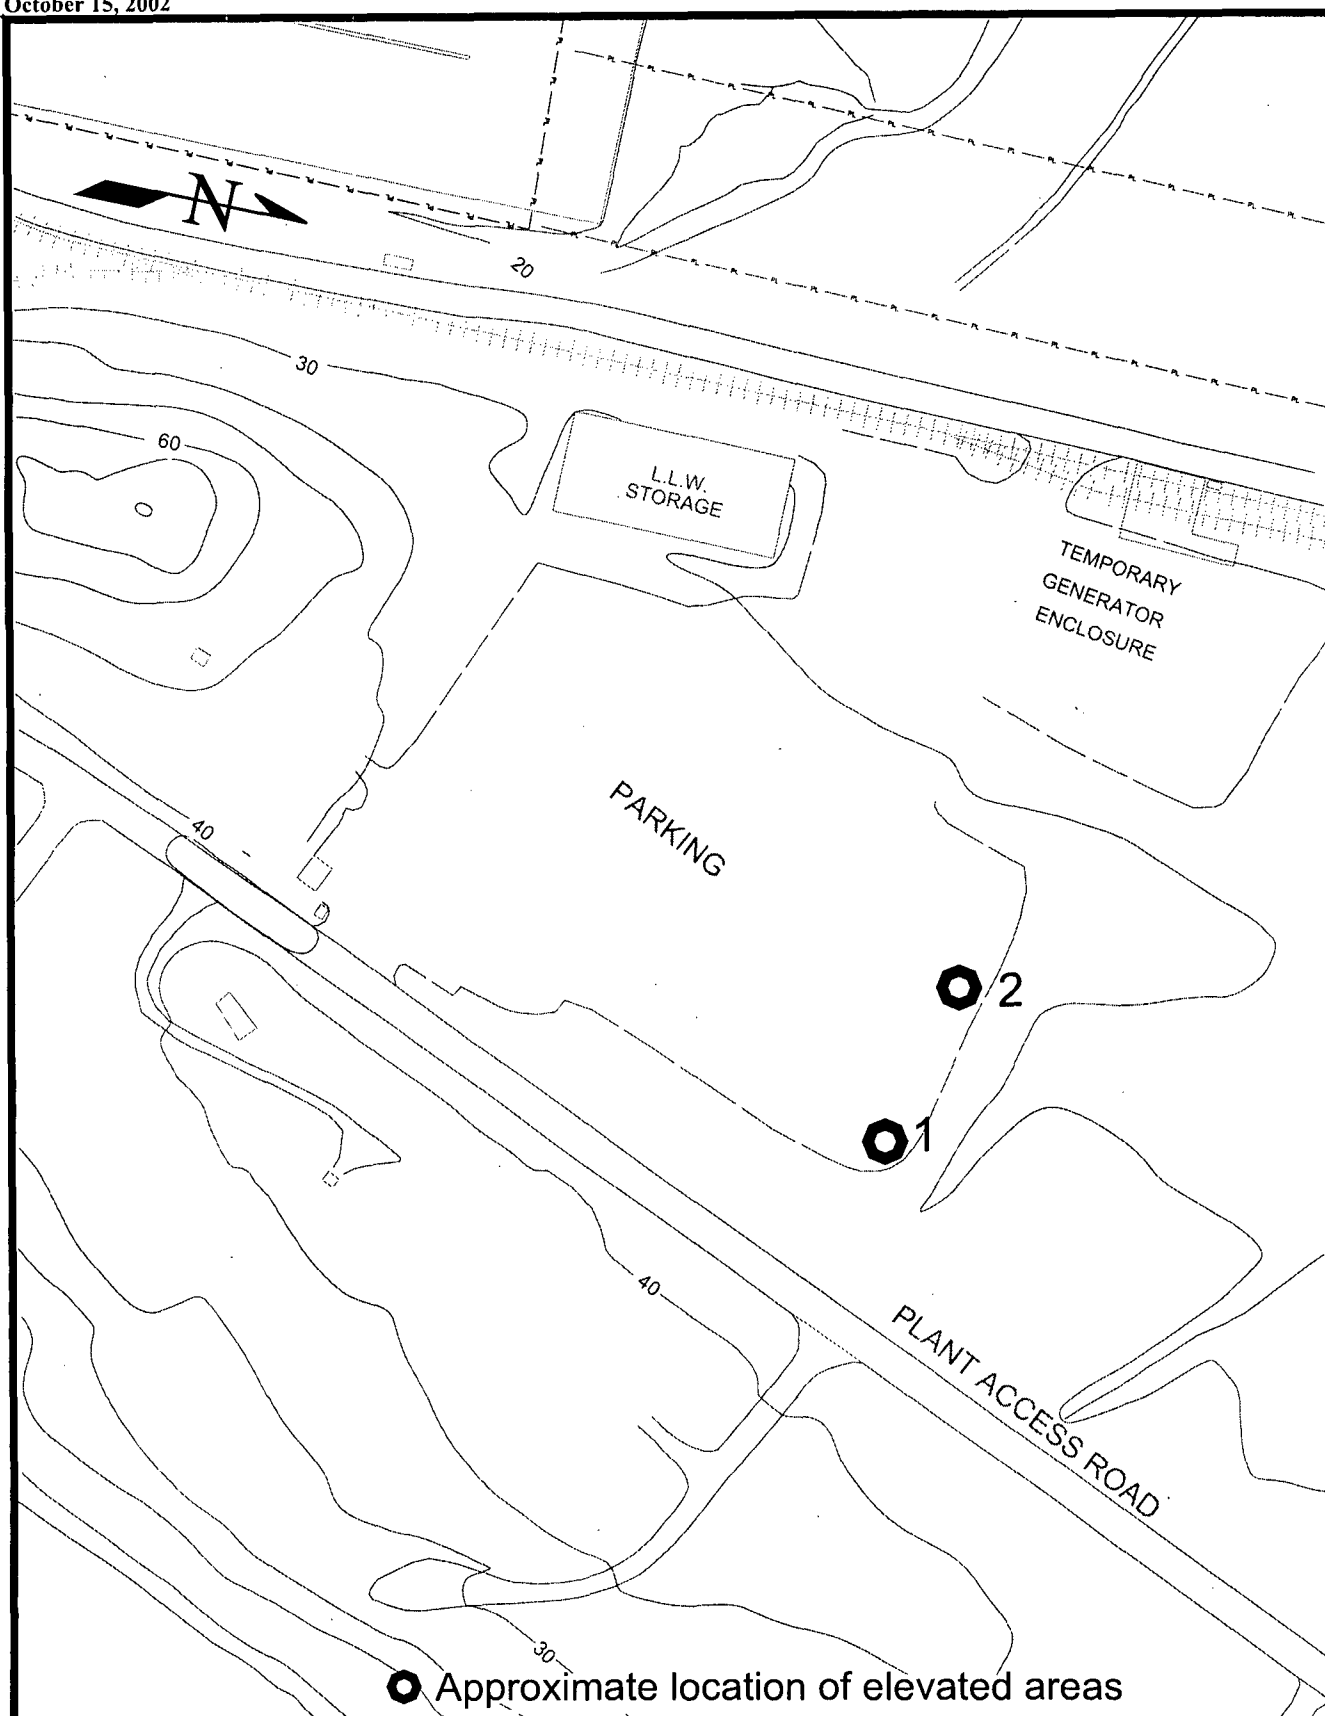 October 15, 2002
N
20
30
60
L.L.W.
STORAGE
TEMPORARY
GENERATOR
ENCLOSURE
PARKING
40
2
1
40
PLANT ACCESS ROAD
30
Approximate location of elevated areas